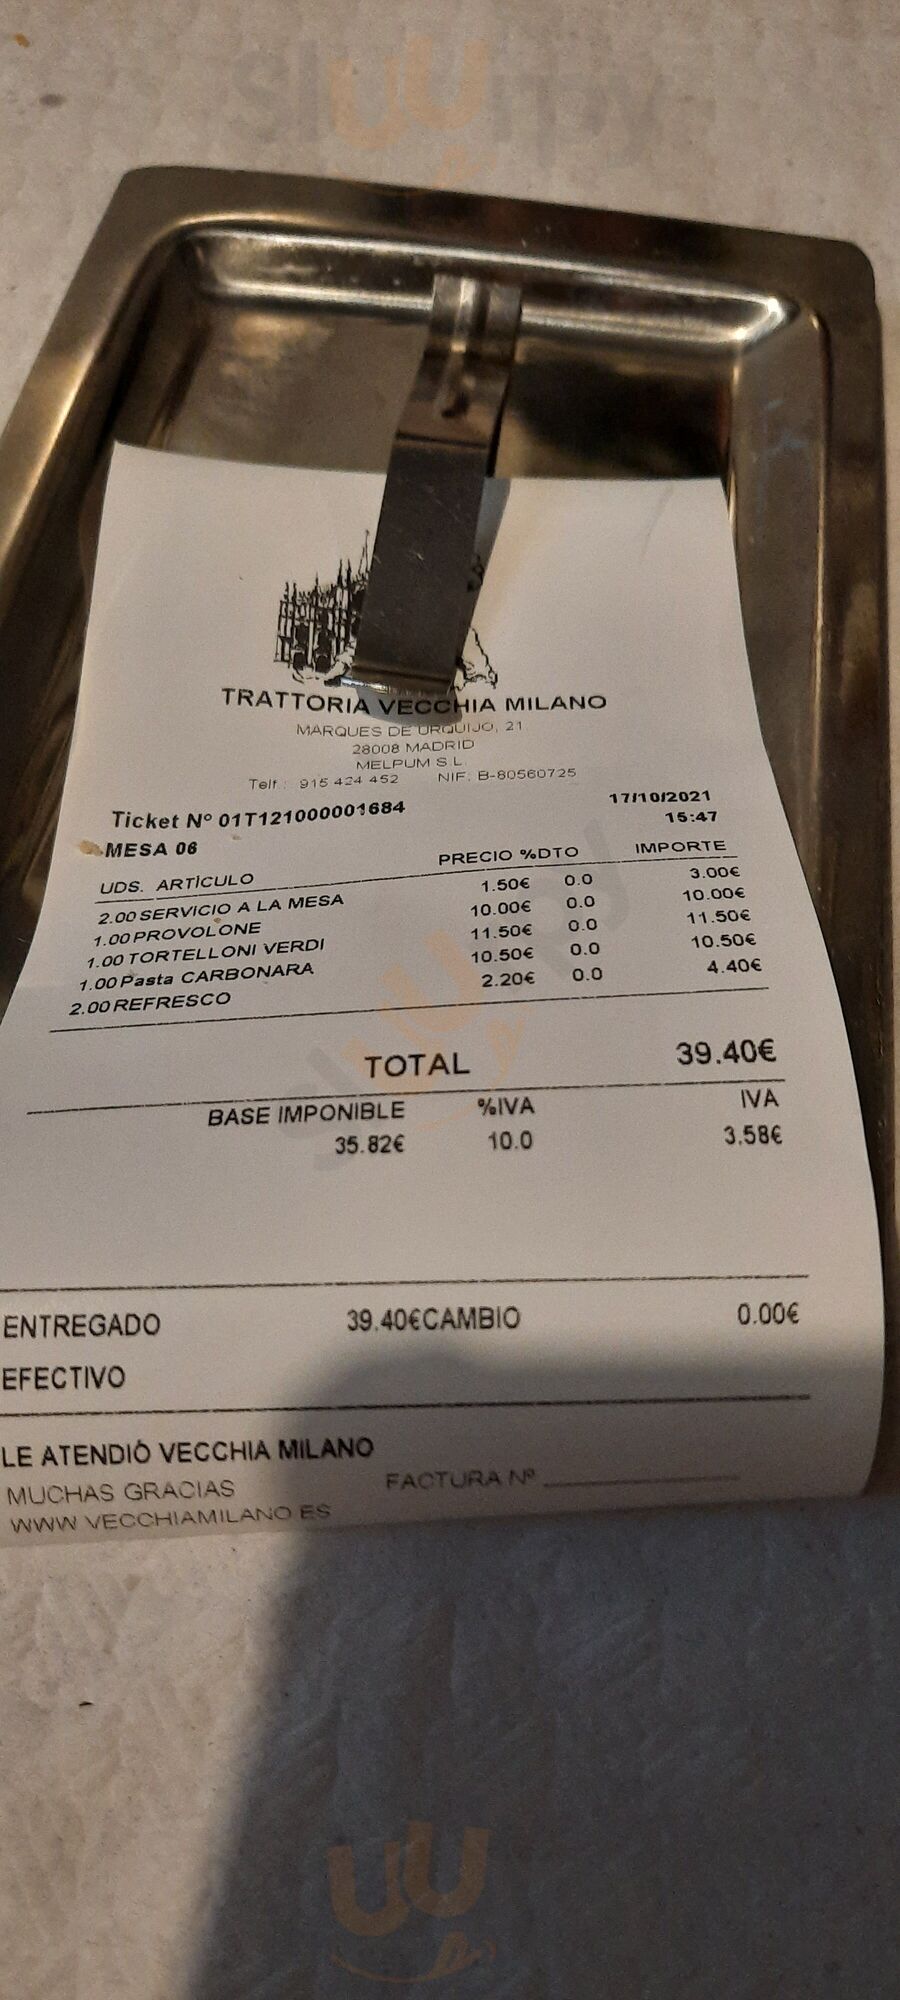 TRATTORIA VECCHIA MILANO
MARQUES DE URQUIJO, 21
28008 MADRID
MELPUM S.L.
Telf.: 915 424 452 NIF. B-80560725
Ticket Nº 01T121000001684 17/10/2021
MESA 06 15:47
UDS. ARTÌCULO PRECIO %DTO IMPORTE
2.00 SERVICIO A LA MESA 1.50€ 0.0 3.00€
1.00 PROVOLONE 10.00€ 0.0 10.00€
1.00 TORTELLONI VERDI 11.50€ 0.0 11.50€
1.00 Pasta CARBONARA 10.50€ 0.0 10.50€
2.00 REFRESCO 2.20€ 0.0 4.40€
TOTAL 39.40€
BASE IMPONIBLE %IVA IVA
35.82€ 10.0 3.58€
ENTREGADO 39.40€ CAMBIO 0.00€
EFECTIVO
LE ATENDIÓ VECCHIA MILANO
MUCHAS GRACIAS FACTURA Nº
WWW.VECCHIAMILANO.ES